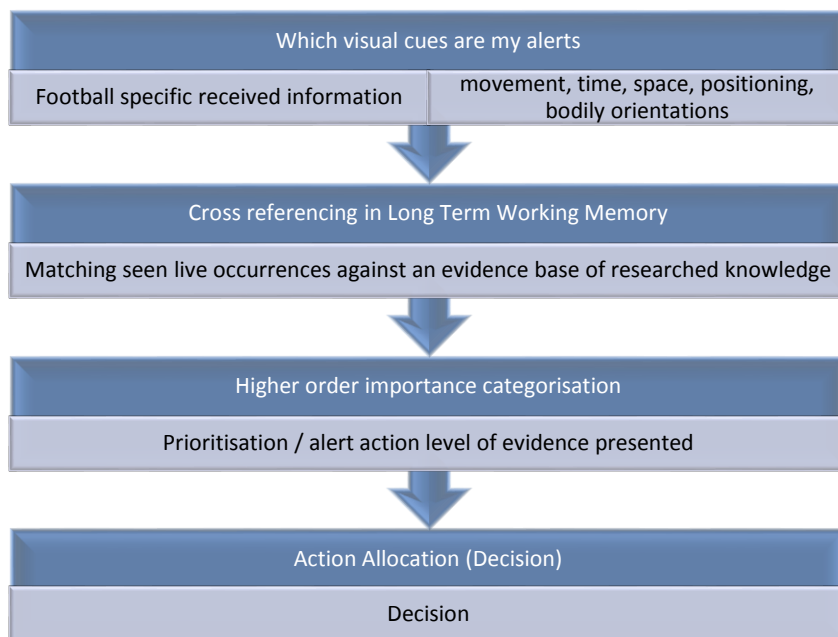 Which visual cues are my alerts
Football specific received information
movement, time, space, positioning,
bodily orientations
Cross referencing in Long Term Working Memory
Matching seen live occurrences against an evidence base of researched knowledge
Higher order importance categorisation
Prioritisation / alert action level of evidence presented
Action Allocation (Decision)
Decision